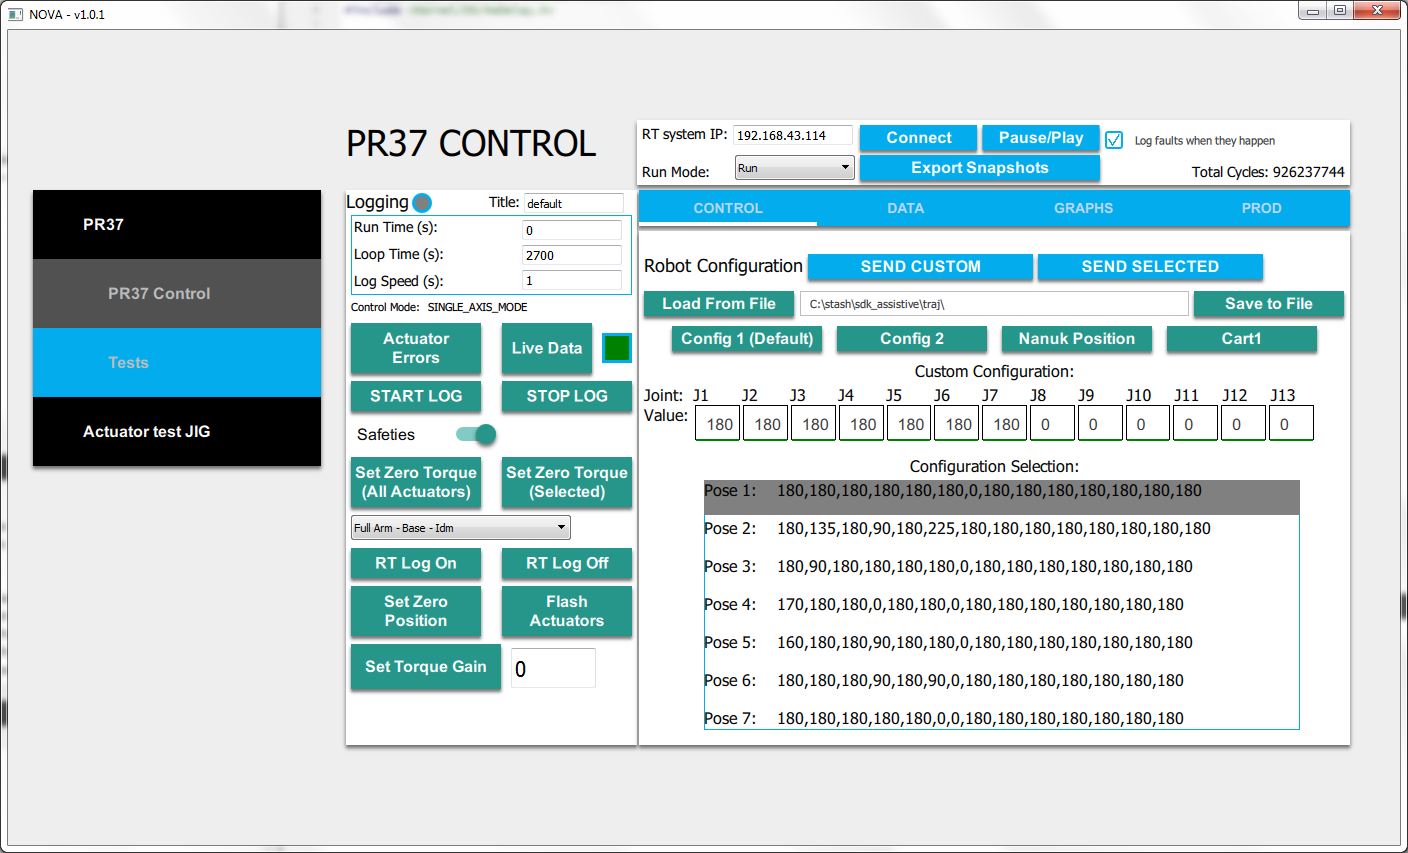 NOVA - v1.0.1
PR37 CONTROL
RT system IP: 192.168.43.114 Connect Pause/Play Log faults when they happen
Run Mode: Run Export Snapshots Total Cycles: 926237744
PR37
PR37 Control
Tests
Actuator test JIG
Logging Title: default
Run Time (s): 0
Loop Time (s): 2700
Log Speed (s): 1
Control Mode: SINGLE_AXIS_MODE
Actuator
Errors
Live Data
START LOG STOP LOG
Safeties
Set Zero Torque
(All Actuators)
Set Zero Torque
(Selected)
Full Arm - Base - Idm
RT Log On RT Log Off
Set Zero
Position
Flash
Actuators
Set Torque Gain 0
CONTROL DATA GRAPHS PROD
Robot Configuration SEND CUSTOM SEND SELECTED
Load From File C:\stash\sdk_assistive\traj\ Save to File
Config 1 (Default) Config 2 Nanuk Position Cart1
Custom Configuration:
Joint: J1 J2 J3 J4 J5 J6 J7 J8 J9 J10 J11 J12 J13
Value: 180 180 180 180 180 180 180 0 0 0 0 0 0
Configuration Selection:
Pose 1: 180,180,180,180,180,180,0,180,180,180,180,180,180,180
Pose 2: 180,135,180,90,180,225,180,180,180,180,180,180,180,180
Pose 3: 180,90,180,180,180,180,0,180,180,180,180,180,180,180
Pose 4: 170,180,180,0,180,180,0,180,180,180,180,180,180,180
Pose 5: 160,180,180,90,180,180,0,180,180,180,180,180,180,180
Pose 6: 180,180,180,90,180,90,0,180,180,180,180,180,180,180
Pose 7: 180,180,180,180,180,0,0,180,180,180,180,180,180,180